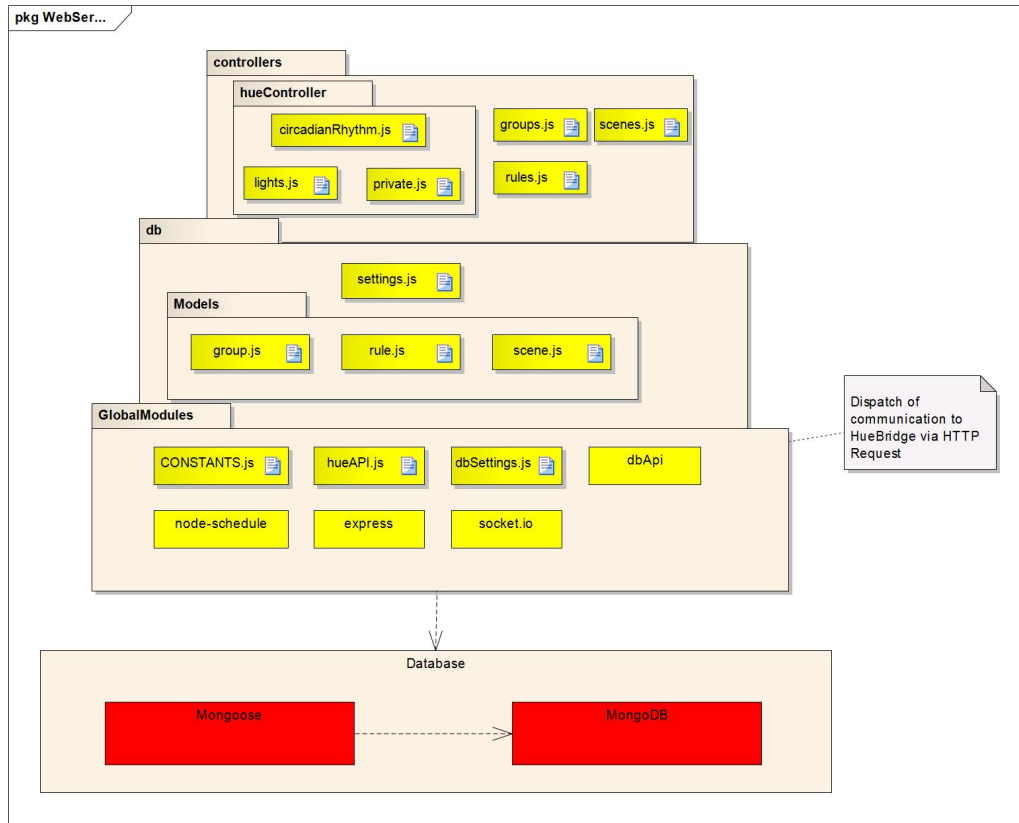 pkg WebSer...
controllers
hueController
circadianRhythm.js
groups.js
scenes.js
lights.js
private.js
rules.js
db
settings.js
Models
group.js
rule.js
scene.js
GlobalModules
CONSTANTS.js
hueAPI.js
dbSettings.js
dbApi
node-schedule
express
socket.io
Dispatch of
communication to
HueBridge via HTTP
Request
Database
Mongoose
MongoDB